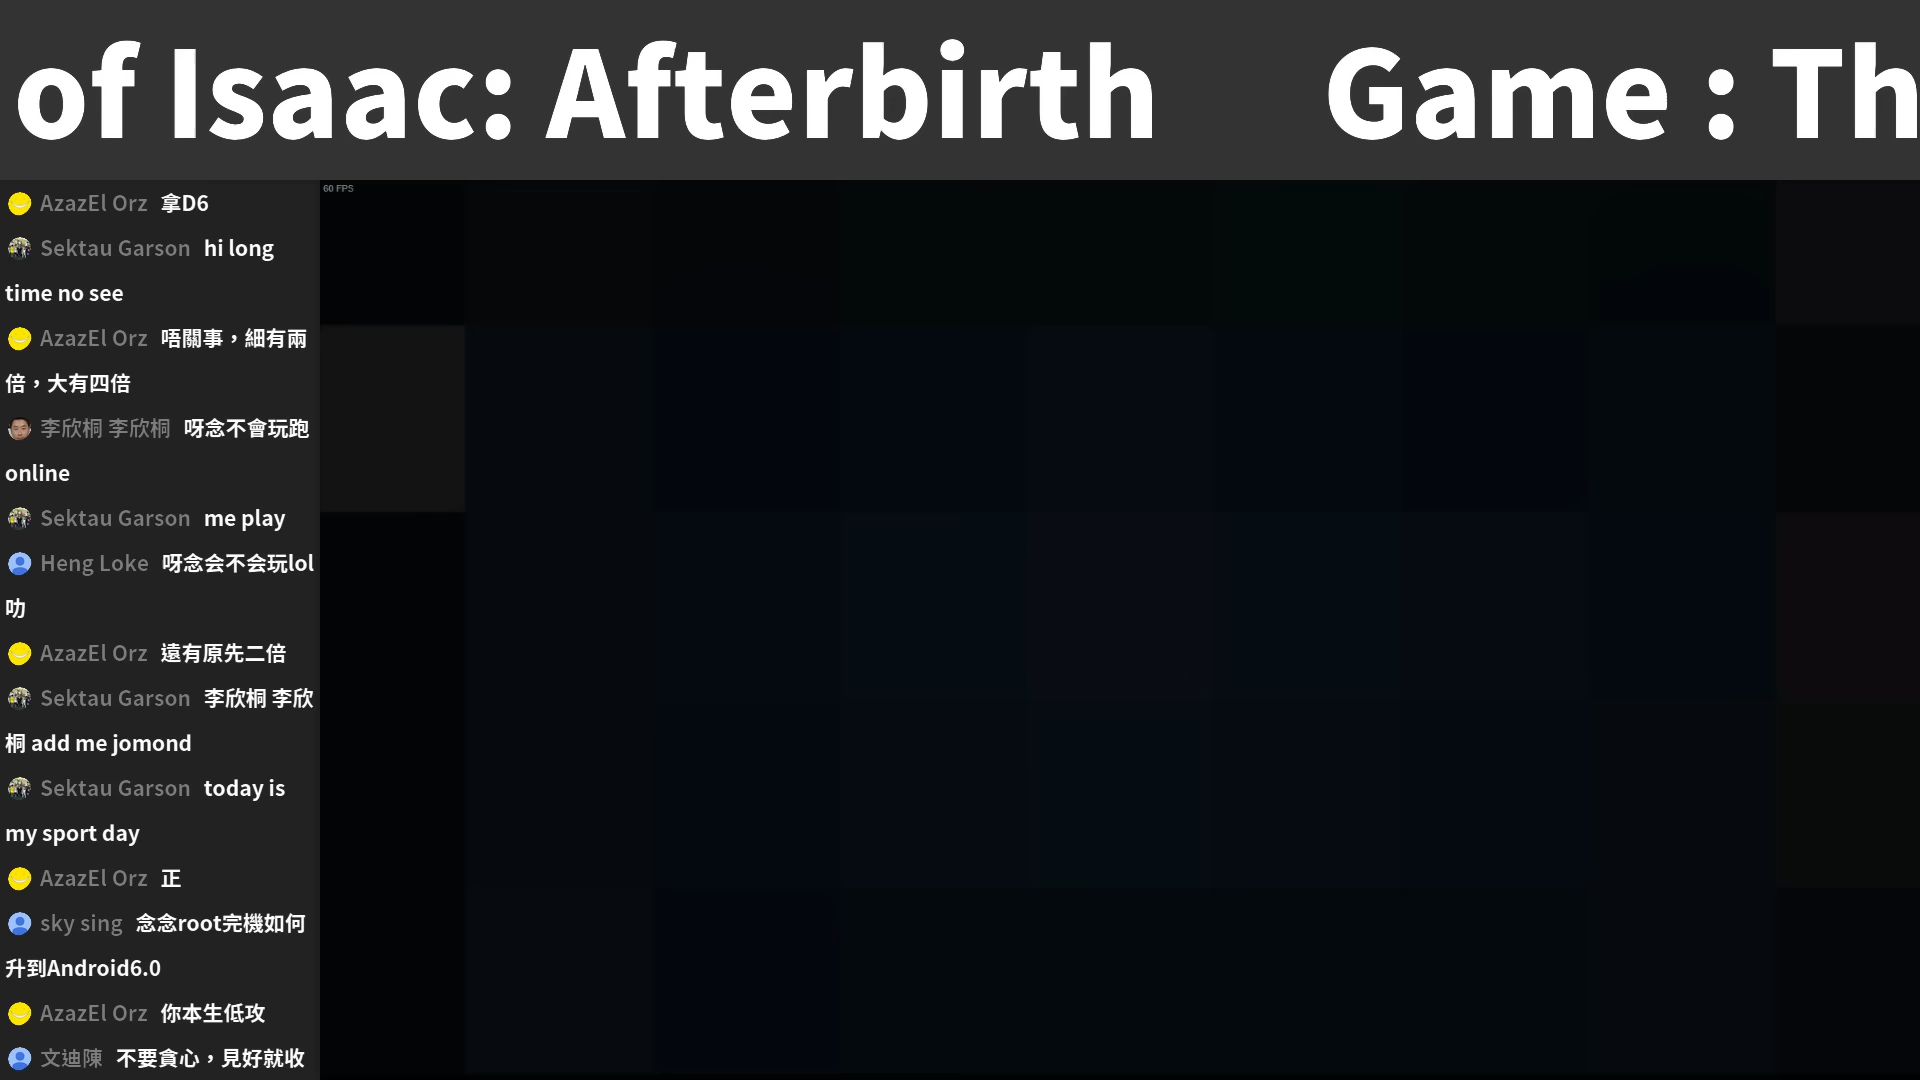 of Isaac: Afterbirth Game : Th
60 FPS
AzazEl Orz 拿D6
Sektau Garson hi long
time no see
AzazEl Orz 唔關事，細有兩
倍，大有四倍
李欣桐 李欣桐 呀念不會玩跑
online
Sektau Garson me play
Heng Loke 呀念会不会玩lol
叻
AzazEl Orz 遠有原先二倍
Sektau Garson 李欣桐 李欣
桐 add me jomond
Sektau Garson today is
my sport day
AzazEl Orz 正
sky sing 念念root完機如何
升到Android6.0
AzazEl Orz 你本生低攻
文迪陳 不要貪心，見好就收